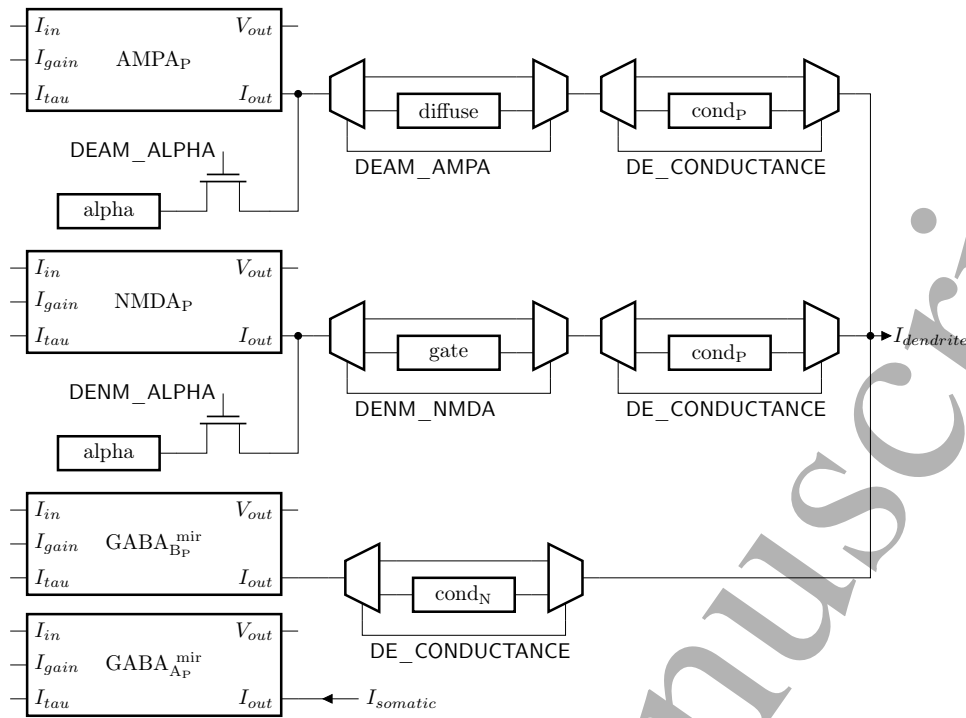 I_in V_out
I_gain AMPA_P
I_tau I_out
diffuse cond_P
DEAM_ALPHA DEAM_AMPA DE_CONDUCTANCE
alpha
I_in V_out
I_gain NMDA_P
I_tau I_out I_dendrite
gate cond_P
DENM_ALPHA DENM_NMDA DE_CONDUCTANCE
alpha
I_in V_out
I_gain GABA_B_P^mir
I_tau I_out
cond_N
I_in V_out
DE_CONDUCTANCE
I_gain GABA_A_P^mir
I_tau I_out I_somatic